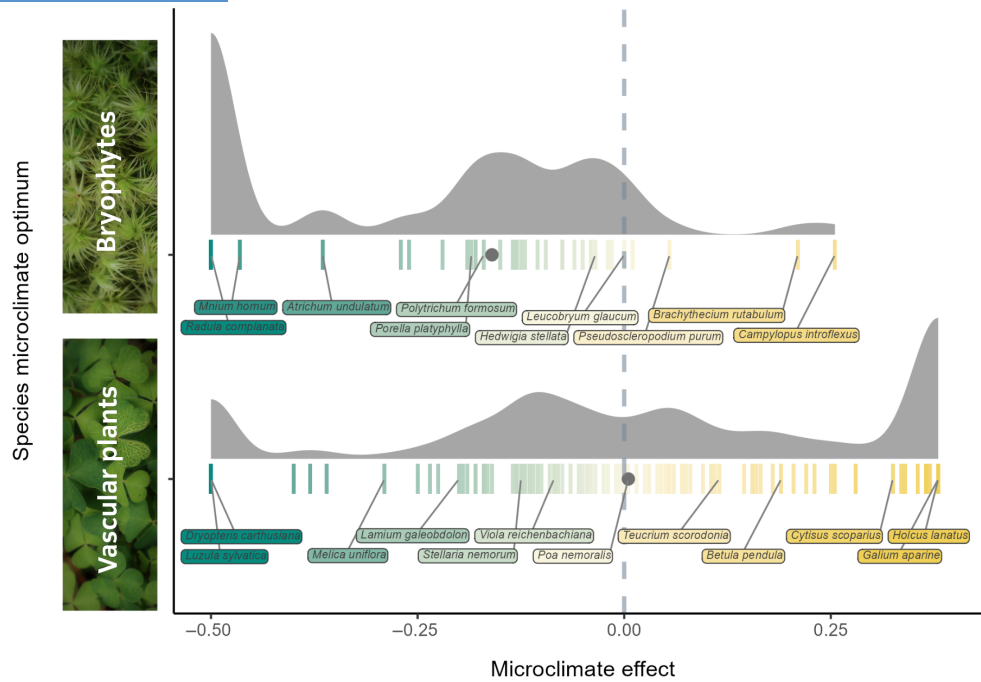 Species microclimate optimum
Bryophytes
Mnium hornum
Atrichum undulatum
Polytrichum formosum
Leucobryum glaucum
Brachythecium rutabulum
Radula complanata
Porella platyphylla
Hedwigia stellata
Pseudoscleropodium purum
Campylopus introflexus
Vascular plants
Dryopteris carthusiana
Lamium galeobdolon
Viola reichenbachiana
Teucrium scorodonia
Cytisus scoparius
Holcus lanatus
Luzula sylvatica
Melica uniflora
Stellaria nemorum
Poa nemoralis
Betula pendula
Galium aparine
−0.50
−0.25
0.00
0.25
Microclimate effect